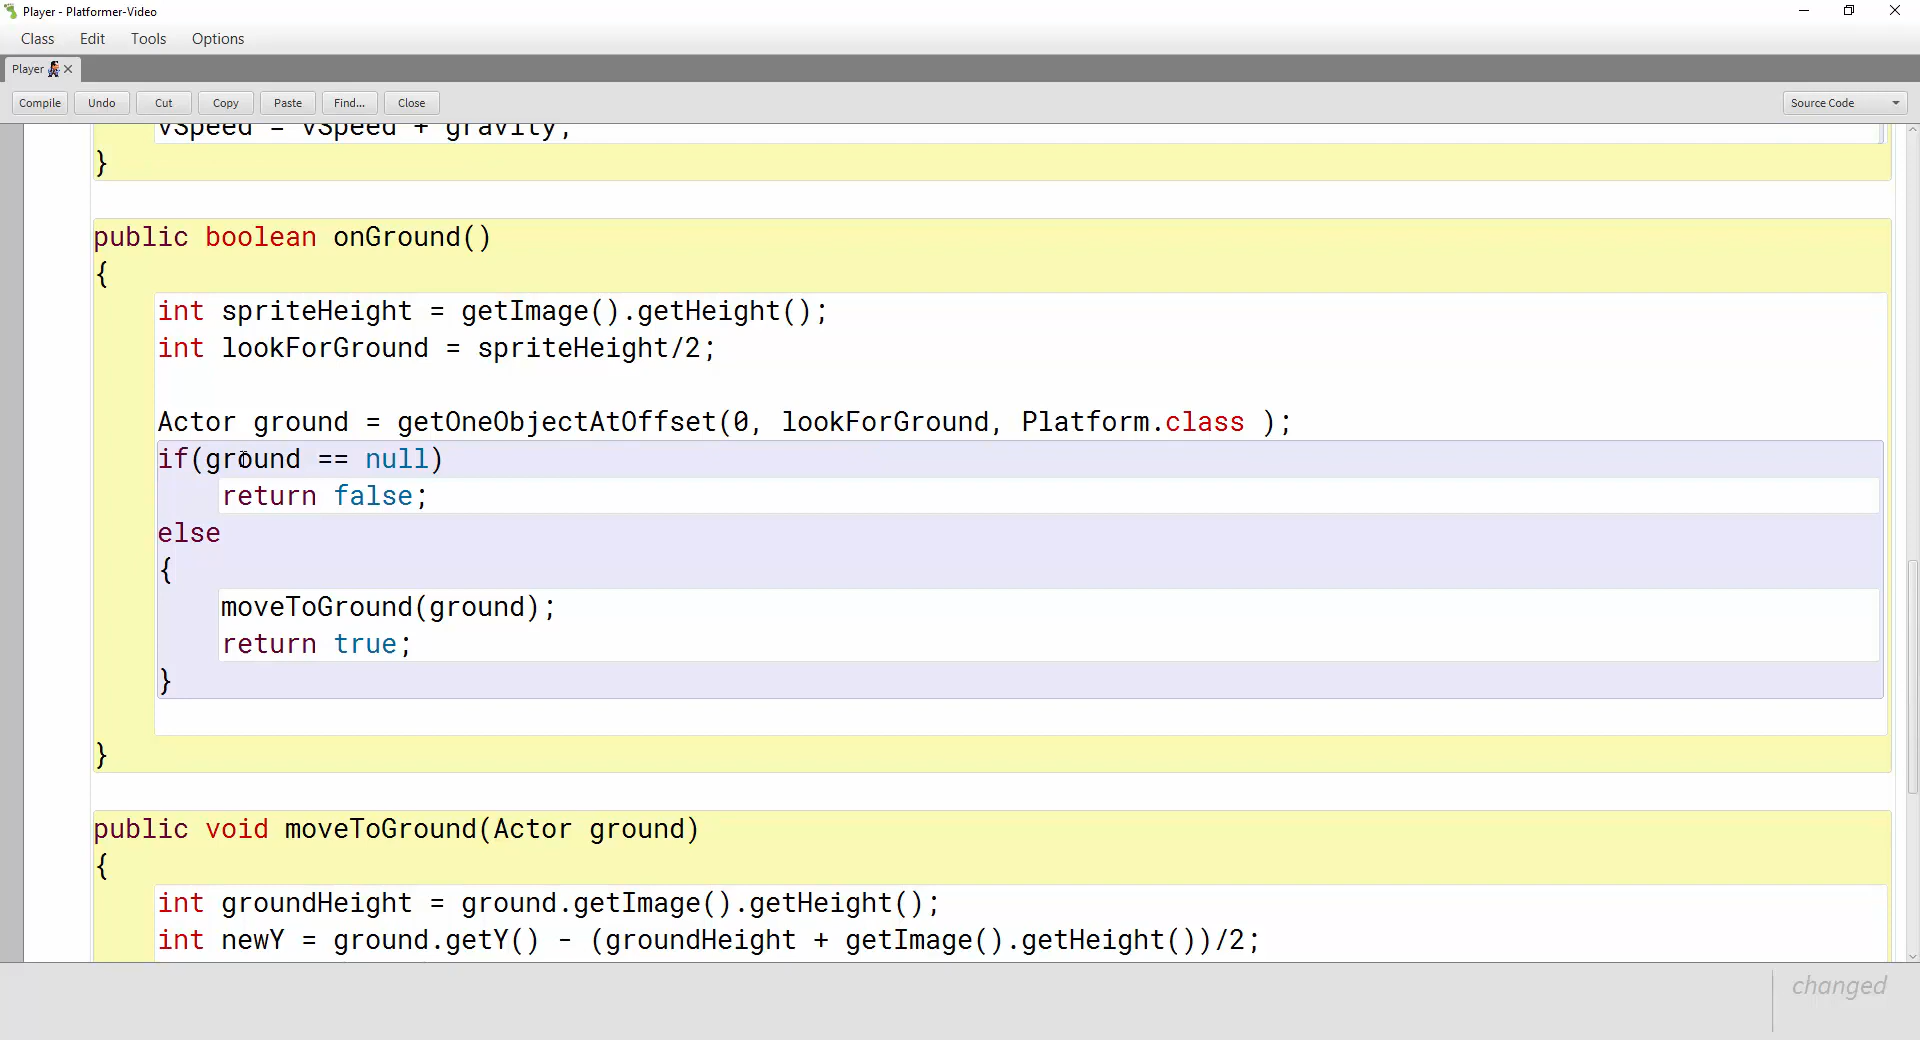 Player - Platformer-Video
Class Edit Tools Options
Player
Compile Undo Cut Copy Paste Find... Close Source Code
vSpeed = vSpeed + gravity;
}
public boolean onGround()
{
int spriteHeight = getImage().getHeight();
int lookForGround = spriteHeight/2;
Actor ground = getOneObjectAtOffset(0, lookForGround, Platform.class );
if(ground == null)
return false;
else
{
moveToGround(ground);
return true;
}
}
public void moveToGround(Actor ground)
{
int groundHeight = ground.getImage().getHeight();
int newY = ground.getY() - (groundHeight + getImage().getHeight())/2;
changed